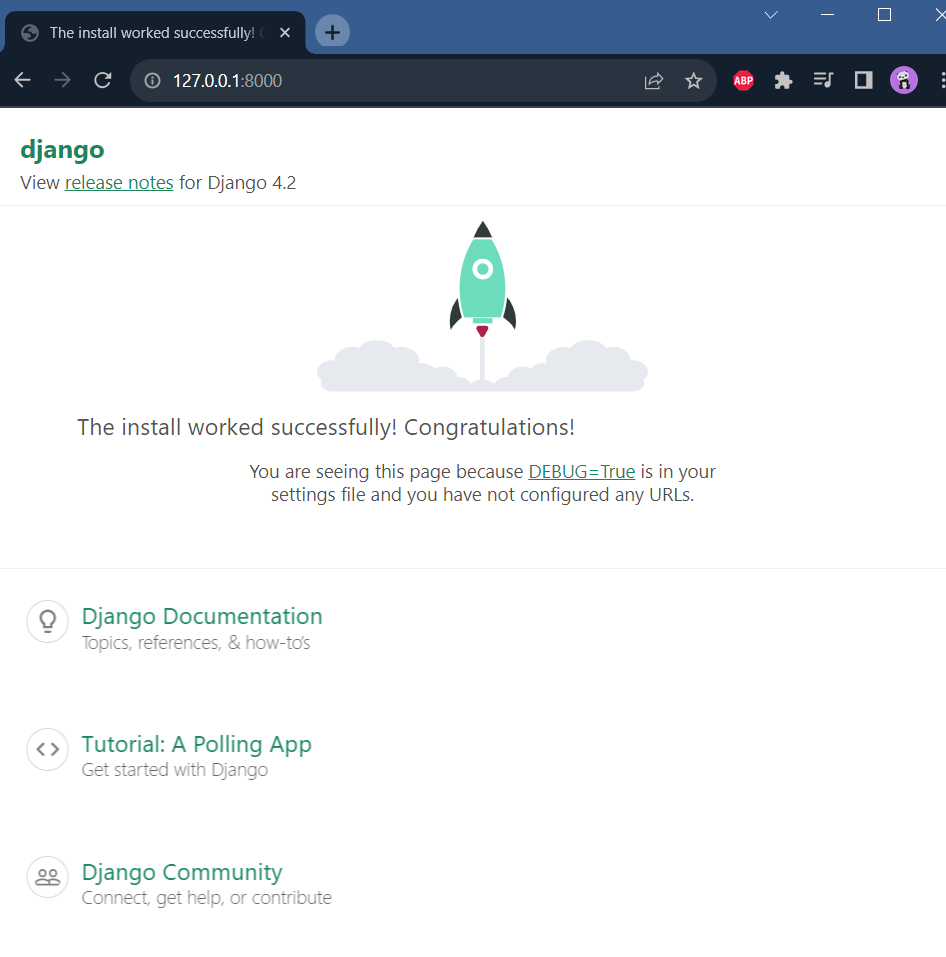 The install worked successfully!
127.0.0.1:8000
ABP
django
View release notes for Django 4.2
The install worked successfully! Congratulations!
You are seeing this page because DEBUG=True is in your
settings file and you have not configured any URLs.
Django Documentation
Topics, references, & how-to's
Tutorial: A Polling App
Get started with Django
Django Community
Connect, get help, or contribute